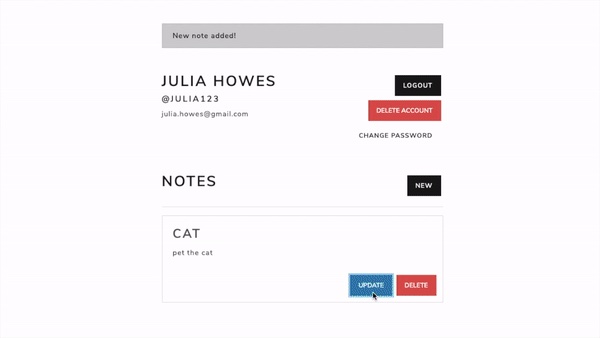 New note added!
JULIA HOWES
LOGOUT
@JULIA123
DELETE ACCOUNT
julia.howes@gmail.com
CHANGE PASSWORD
NOTES
NEW
CAT
pet the cat
UPDATE
DELETE